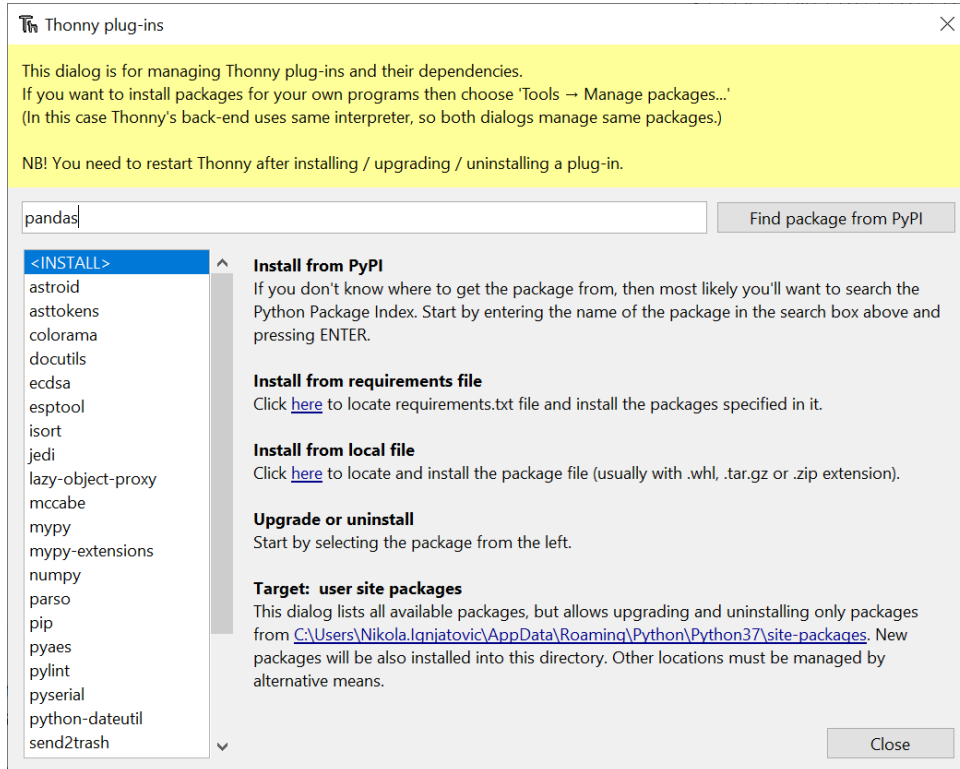 Th Thonny plug-ins
This dialog is for managing Thonny plug-ins and their dependencies.
If you want to install packages for your own programs then choose 'Tools → Manage packages...'
(In this case Thonny's back-end uses same interpreter, so both dialogs manage same packages.)
NB! You need to restart Thonny after installing / upgrading / uninstalling a plug-in.
pandas
Find package from PyPI
<INSTALL>
astroid
asttokens
colorama
docutils
ecdsa
esptool
isort
jedi
lazy-object-proxy
mccabe
mypy
mypy-extensions
numpy
parso
pip
pyaes
pylint
pyserial
python-dateutil
send2trash
Install from PyPI
If you don't know where to get the package from, then most likely you'll want to search the
Python Package Index. Start by entering the name of the package in the search box above and
pressing ENTER.
Install from requirements file
Click here to locate requirements.txt file and install the packages specified in it.
Install from local file
Click here to locate and install the package file (usually with .whl, .tar.gz or .zip extension).
Upgrade or uninstall
Start by selecting the package from the left.
Target:  user site packages
This dialog lists all available packages, but allows upgrading and uninstalling only packages
from C:\Users\Nikola.Ignjatovic\AppData\Roaming\Python\Python37\site-packages. New
packages will be also installed into this directory. Other locations must be managed by
alternative means.
Close